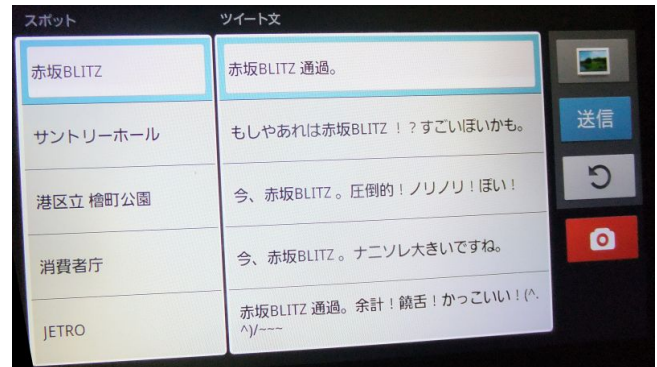 スポット
ツイート文
赤坂BLITZ
赤坂BLITZ 通過。
サントリーホール
もしやあれは赤坂BLITZ ！？すごいぽいかも。
送信
港区立 檜町公園
今、赤坂BLITZ 。圧倒的！ノリノリ！ぽい！
消費者庁
今、赤坂BLITZ 。ナニソレ大きいですね。
JETRO
赤坂BLITZ 通過。余計！饒舌！かっこいい！(^.
^)/~~~